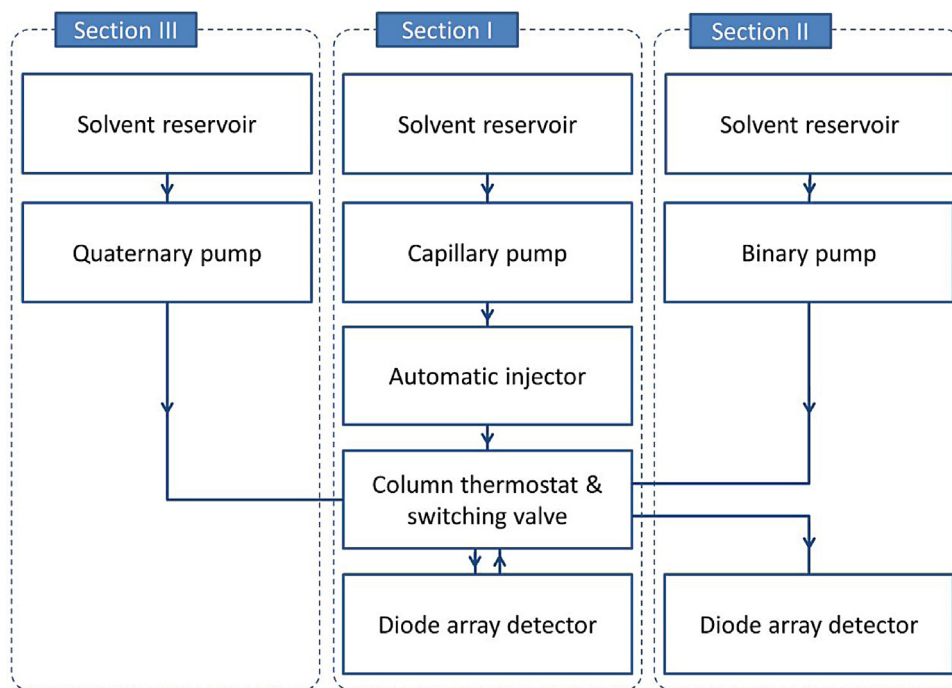 Section III
Section I
Section II
Solvent reservoir
Solvent reservoir
Solvent reservoir
Quaternary pump
Capillary pump
Binary pump
Automatic injector
Column thermostat &
switching valve
Diode array detector
Diode array detector